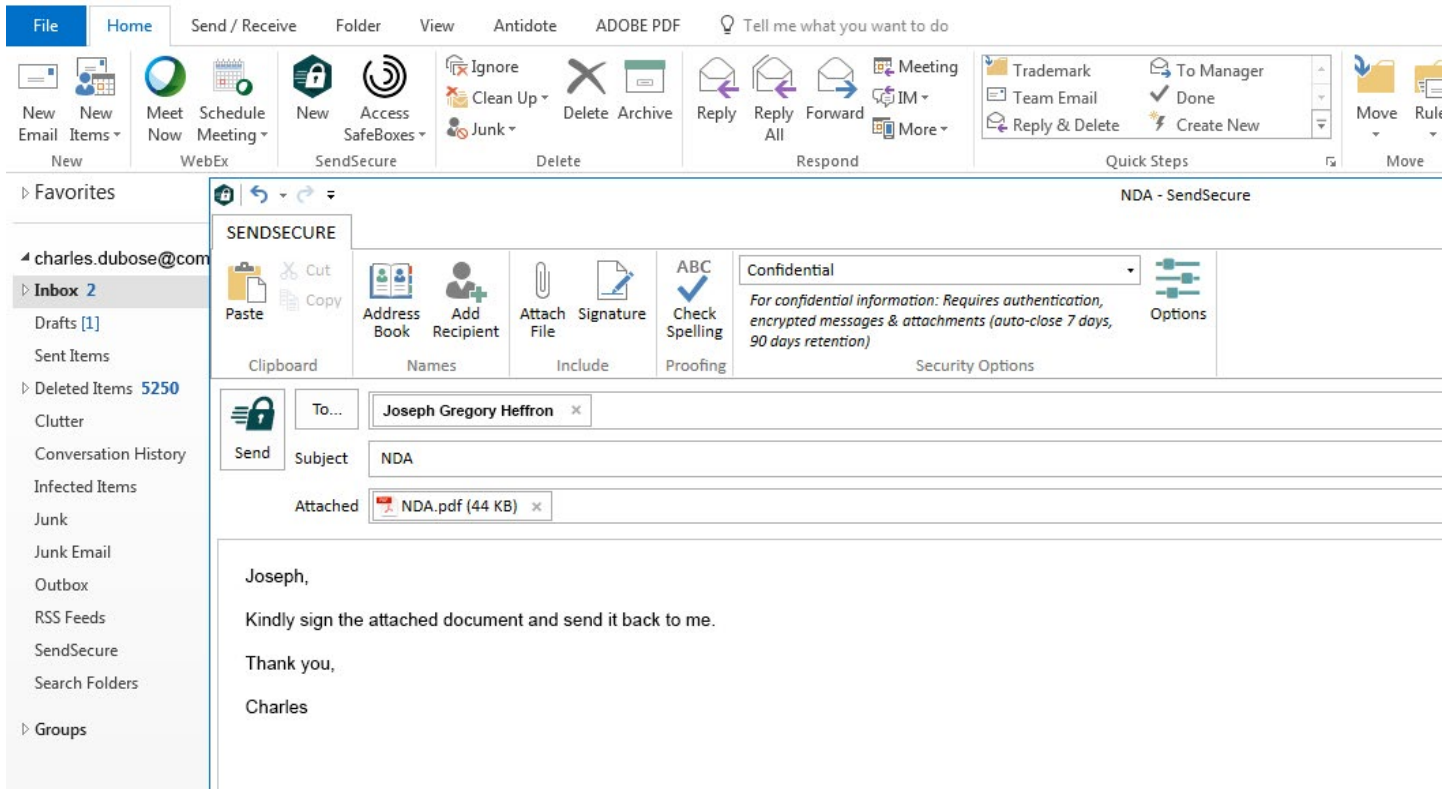 File Home Send / Receive Folder View Antidote ADOBE PDF Tell me what you want to do
New Email
New Items
Meet Now
Schedule Meeting
New
Access SafeBoxes
Ignore
Clean Up
Junk
Delete
Archive
Reply
Reply All
Forward
Meeting
IM
More
Trademark
Team Email
Reply & Delete
To Manager
Done
Create New
Move
Rule
New WebEx SendSecure Delete Respond Quick Steps Move
Favorites
charles.dubose@com
Inbox 2
Drafts [1]
Sent Items
Deleted Items 5250
Clutter
Conversation History
Infected Items
Junk
Junk Email
Outbox
RSS Feeds
SendSecure
Search Folders
Groups
NDA - SendSecure
SENDSECURE
Paste
Cut
Copy
Address Book
Add Recipient
Attach File
Signature
ABC
Check Spelling
Confidential
For confidential information: Requires authentication,
encrypted messages & attachments (auto-close 7 days,
90 days retention)
Options
Clipboard Names Include Proofing Security Options
Send
To... Joseph Gregory Heffron
Subject NDA
Attached PDF NDA.pdf (44 KB)
Joseph,
Kindly sign the attached document and send it back to me.
Thank you,
Charles